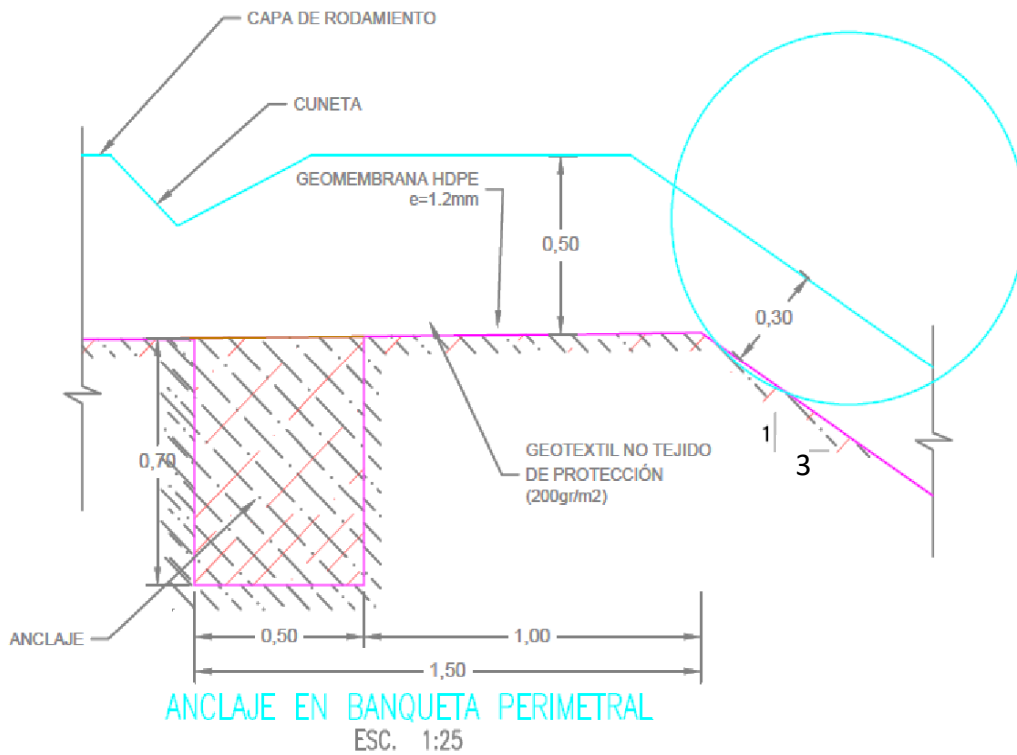 CAPA DE RODAMIENTO
CUNETA
GEOMEMBRANA HDPE
e=1.2mm
0,50
0,30
1
3
0,70
GEOTEXTIL NO TEJIDO
DE PROTECCIÓN
(200gr/m2)
ANCLAJE
0,50
1,00
1,50
ANCLAJE EN BANQUETA PERIMETRAL
ESC. 1:25